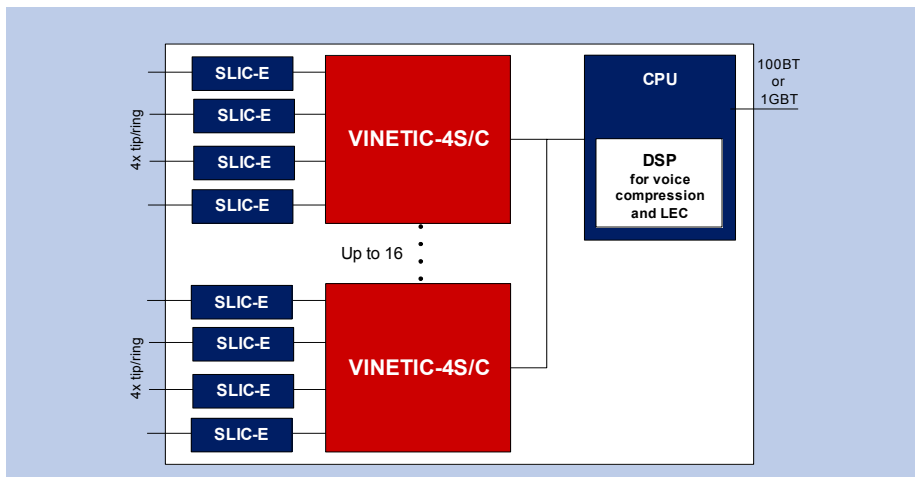 SLIC-E
SLIC-E
SLIC-E
SLIC-E
4x tip/ring
VINETIC-4S/C
CPU
DSP
for voice
compression
and LEC
100BT
or
1GBT
Up to 16
SLIC-E
SLIC-E
SLIC-E
SLIC-E
4x tip/ring
VINETIC-4S/C